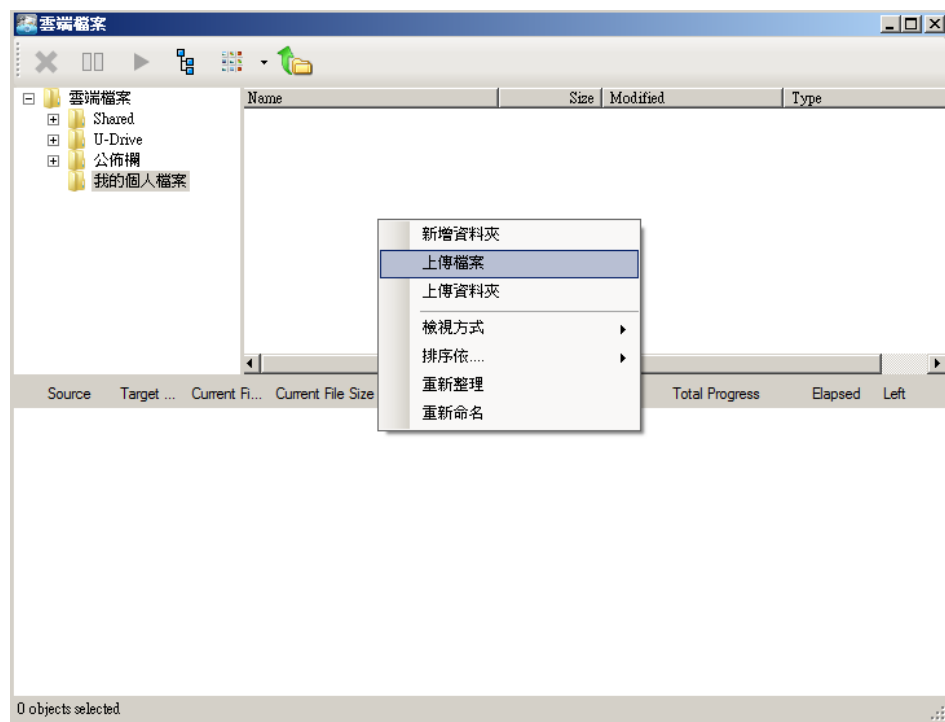 雲端檔案
雲端檔案
Shared
U-Drive
公佈欄
我的個人檔案
Name Size Modified Type
新增資料夾
上傳檔案
上傳資料夾
檢視方式
排序依....
重新整理
重新命名
Source Target ... Current Fi... Current File Size Total Progress Elapsed Left
0 objects selected